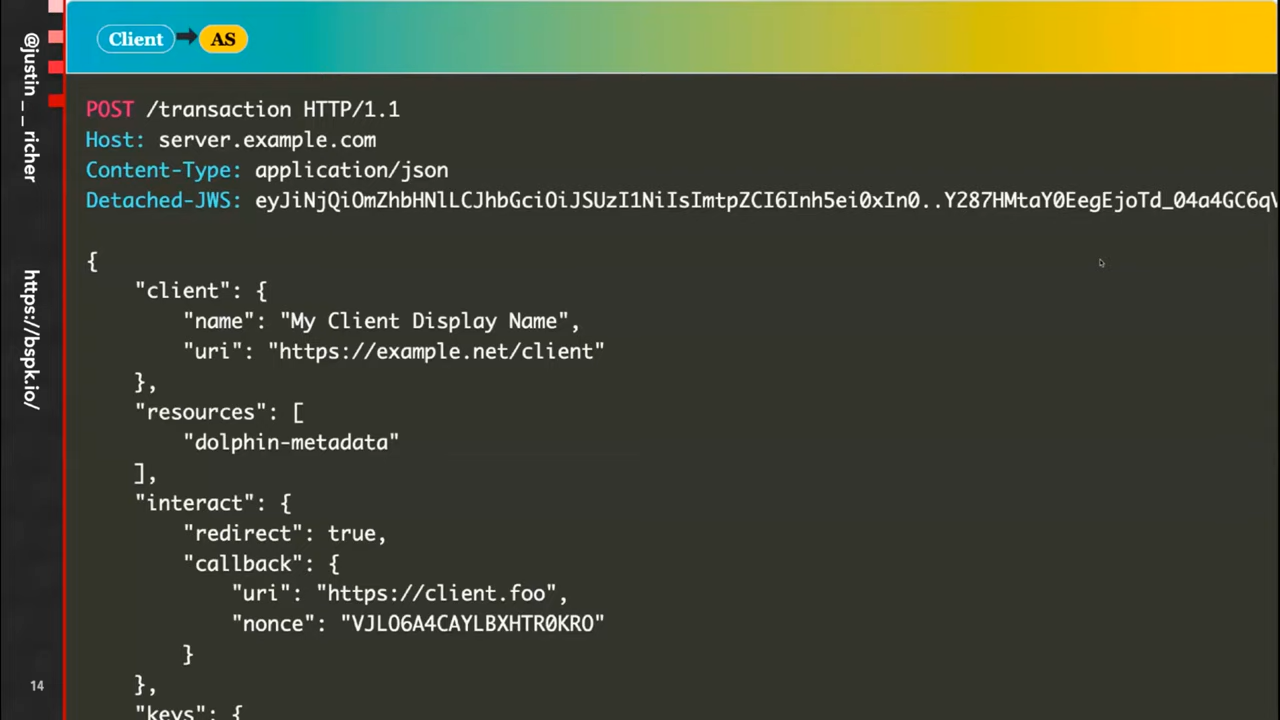 Client → AS
@justin__richer
https://bspk.io/
POST /transaction HTTP/1.1
Host: server.example.com
Content-Type: application/json
Detached-JWS: eyJiNjQiOmZhbHNlLCJhbGciOiJSUzI1NiIsImtpZCI6Inh5ei0xIn0..Y287HMtaY0EegEjoTd_04a4GC6qV
{
"client": {
"name": "My Client Display Name",
"uri": "https://example.net/client"
},
"resources": [
"dolphin-metadata"
],
"interact": {
"redirect": true,
"callback": {
"uri": "https://client.foo",
"nonce": "VJLO6A4CAYLBXHTR0KRO"
}
},
"keys": {
14